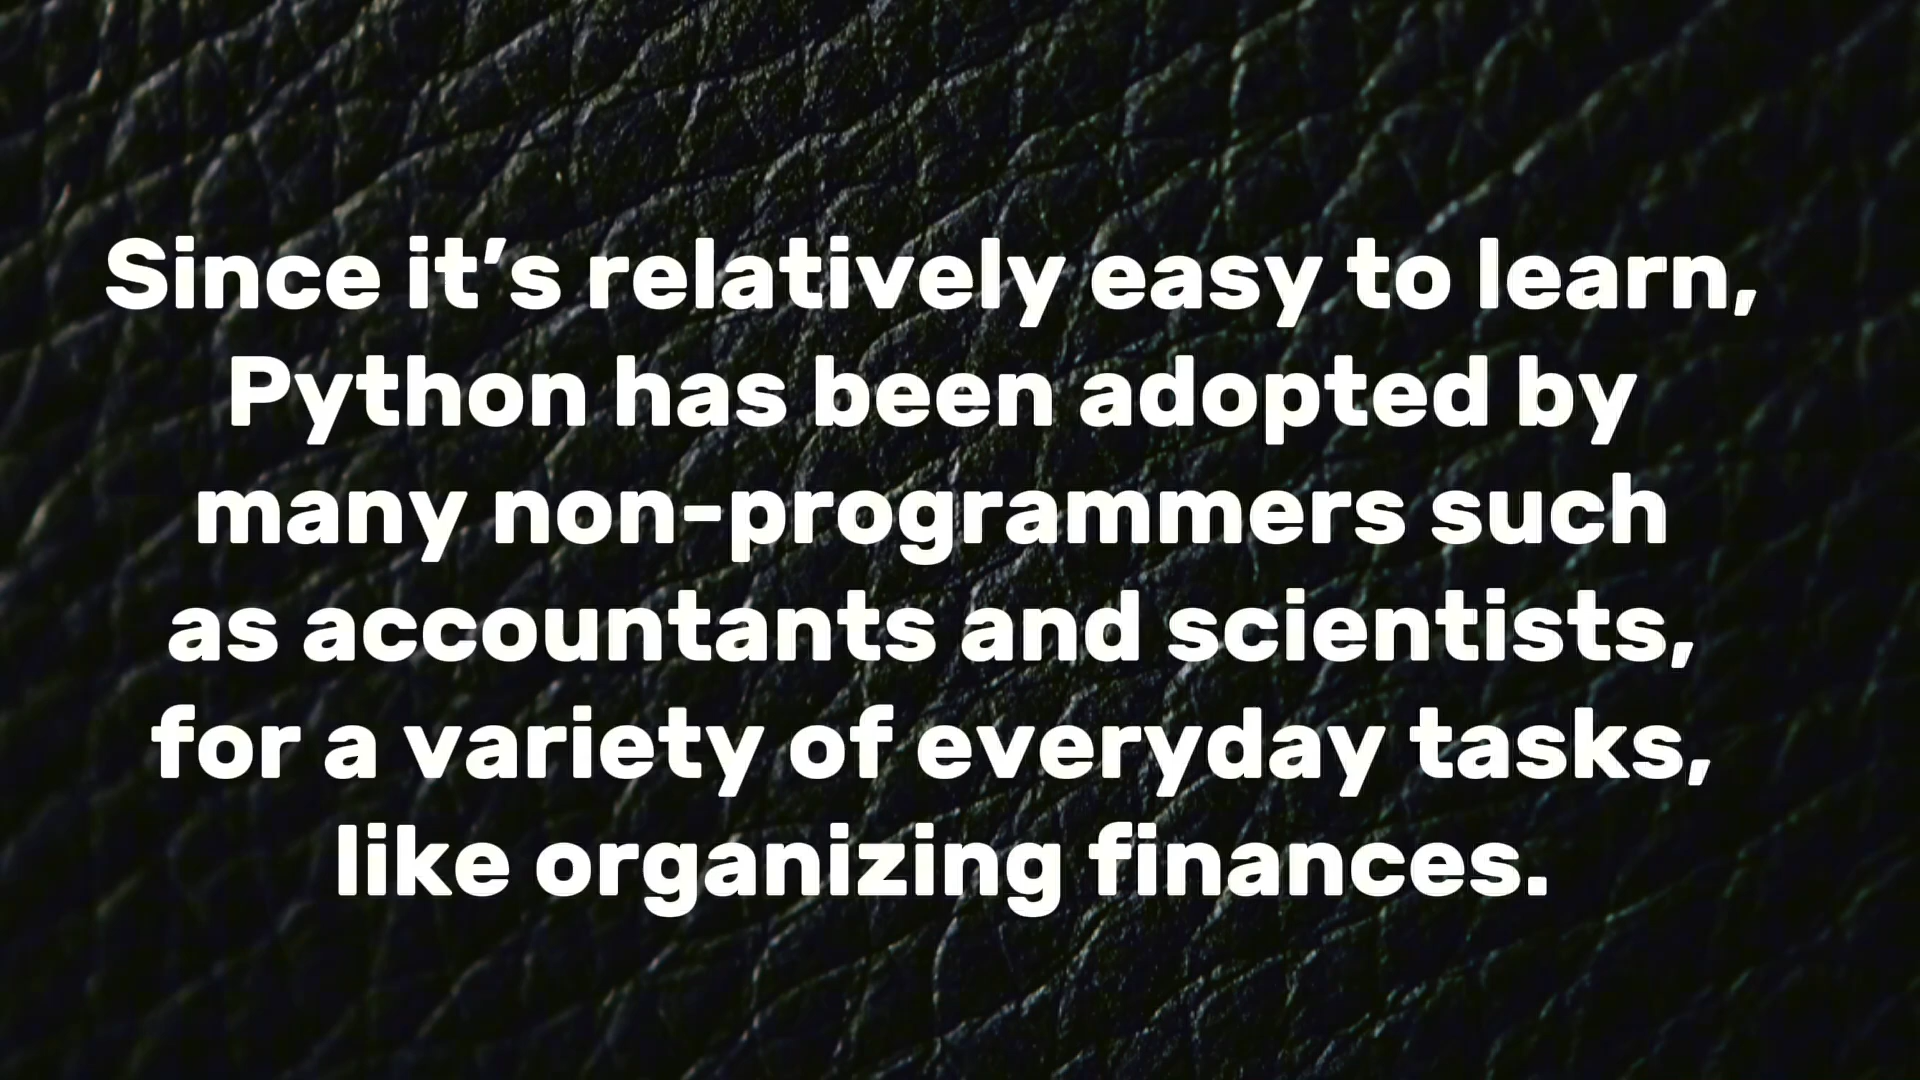 Since it’s relatively easy to learn,
Python has been adopted by
many non-programmers such
as accountants and scientists,
for a variety of everyday tasks,
like organizing finances.